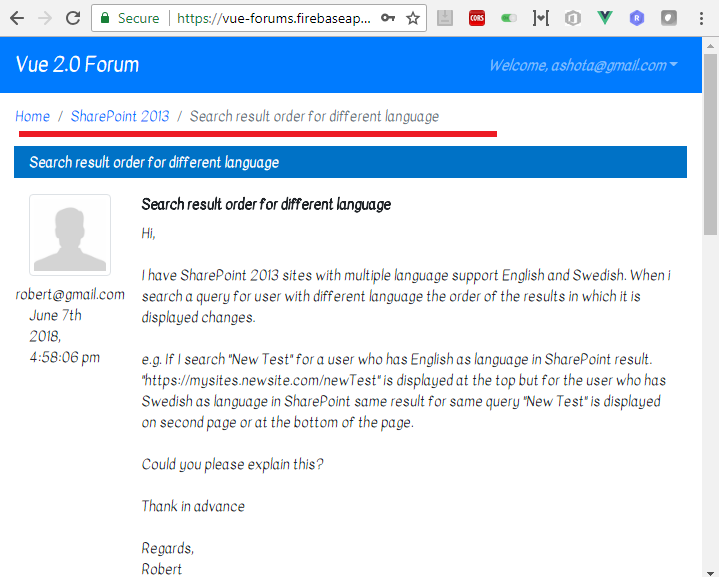 Secure https://vue-forums.firebaseap...
CORS
R
Vue 2.0 Forum
Welcome, ashota@gmail.com
Home / SharePoint 2013 / Search result order for different language
Search result order for different language
Search result order for different language
robert@gmail.com
June 7th
2018,
4:58:06 pm
Hi,
I have SharePoint 2013 sites with multiple language support English and Swedish. When i
search a query for user with different language the order of the results in which it is
displayed changes.
e.g. If I search "New Test" for a user who has English as language in SharePoint result.
"https://mysites.newsite.com/newTest" is displayed at the top but for the user who has
Swedish as language in SharePoint same result for same query "New Test" is displayed
on second page or at the bottom of the page.
Could you please explain this?
Thank in advance
Regards,
Robert